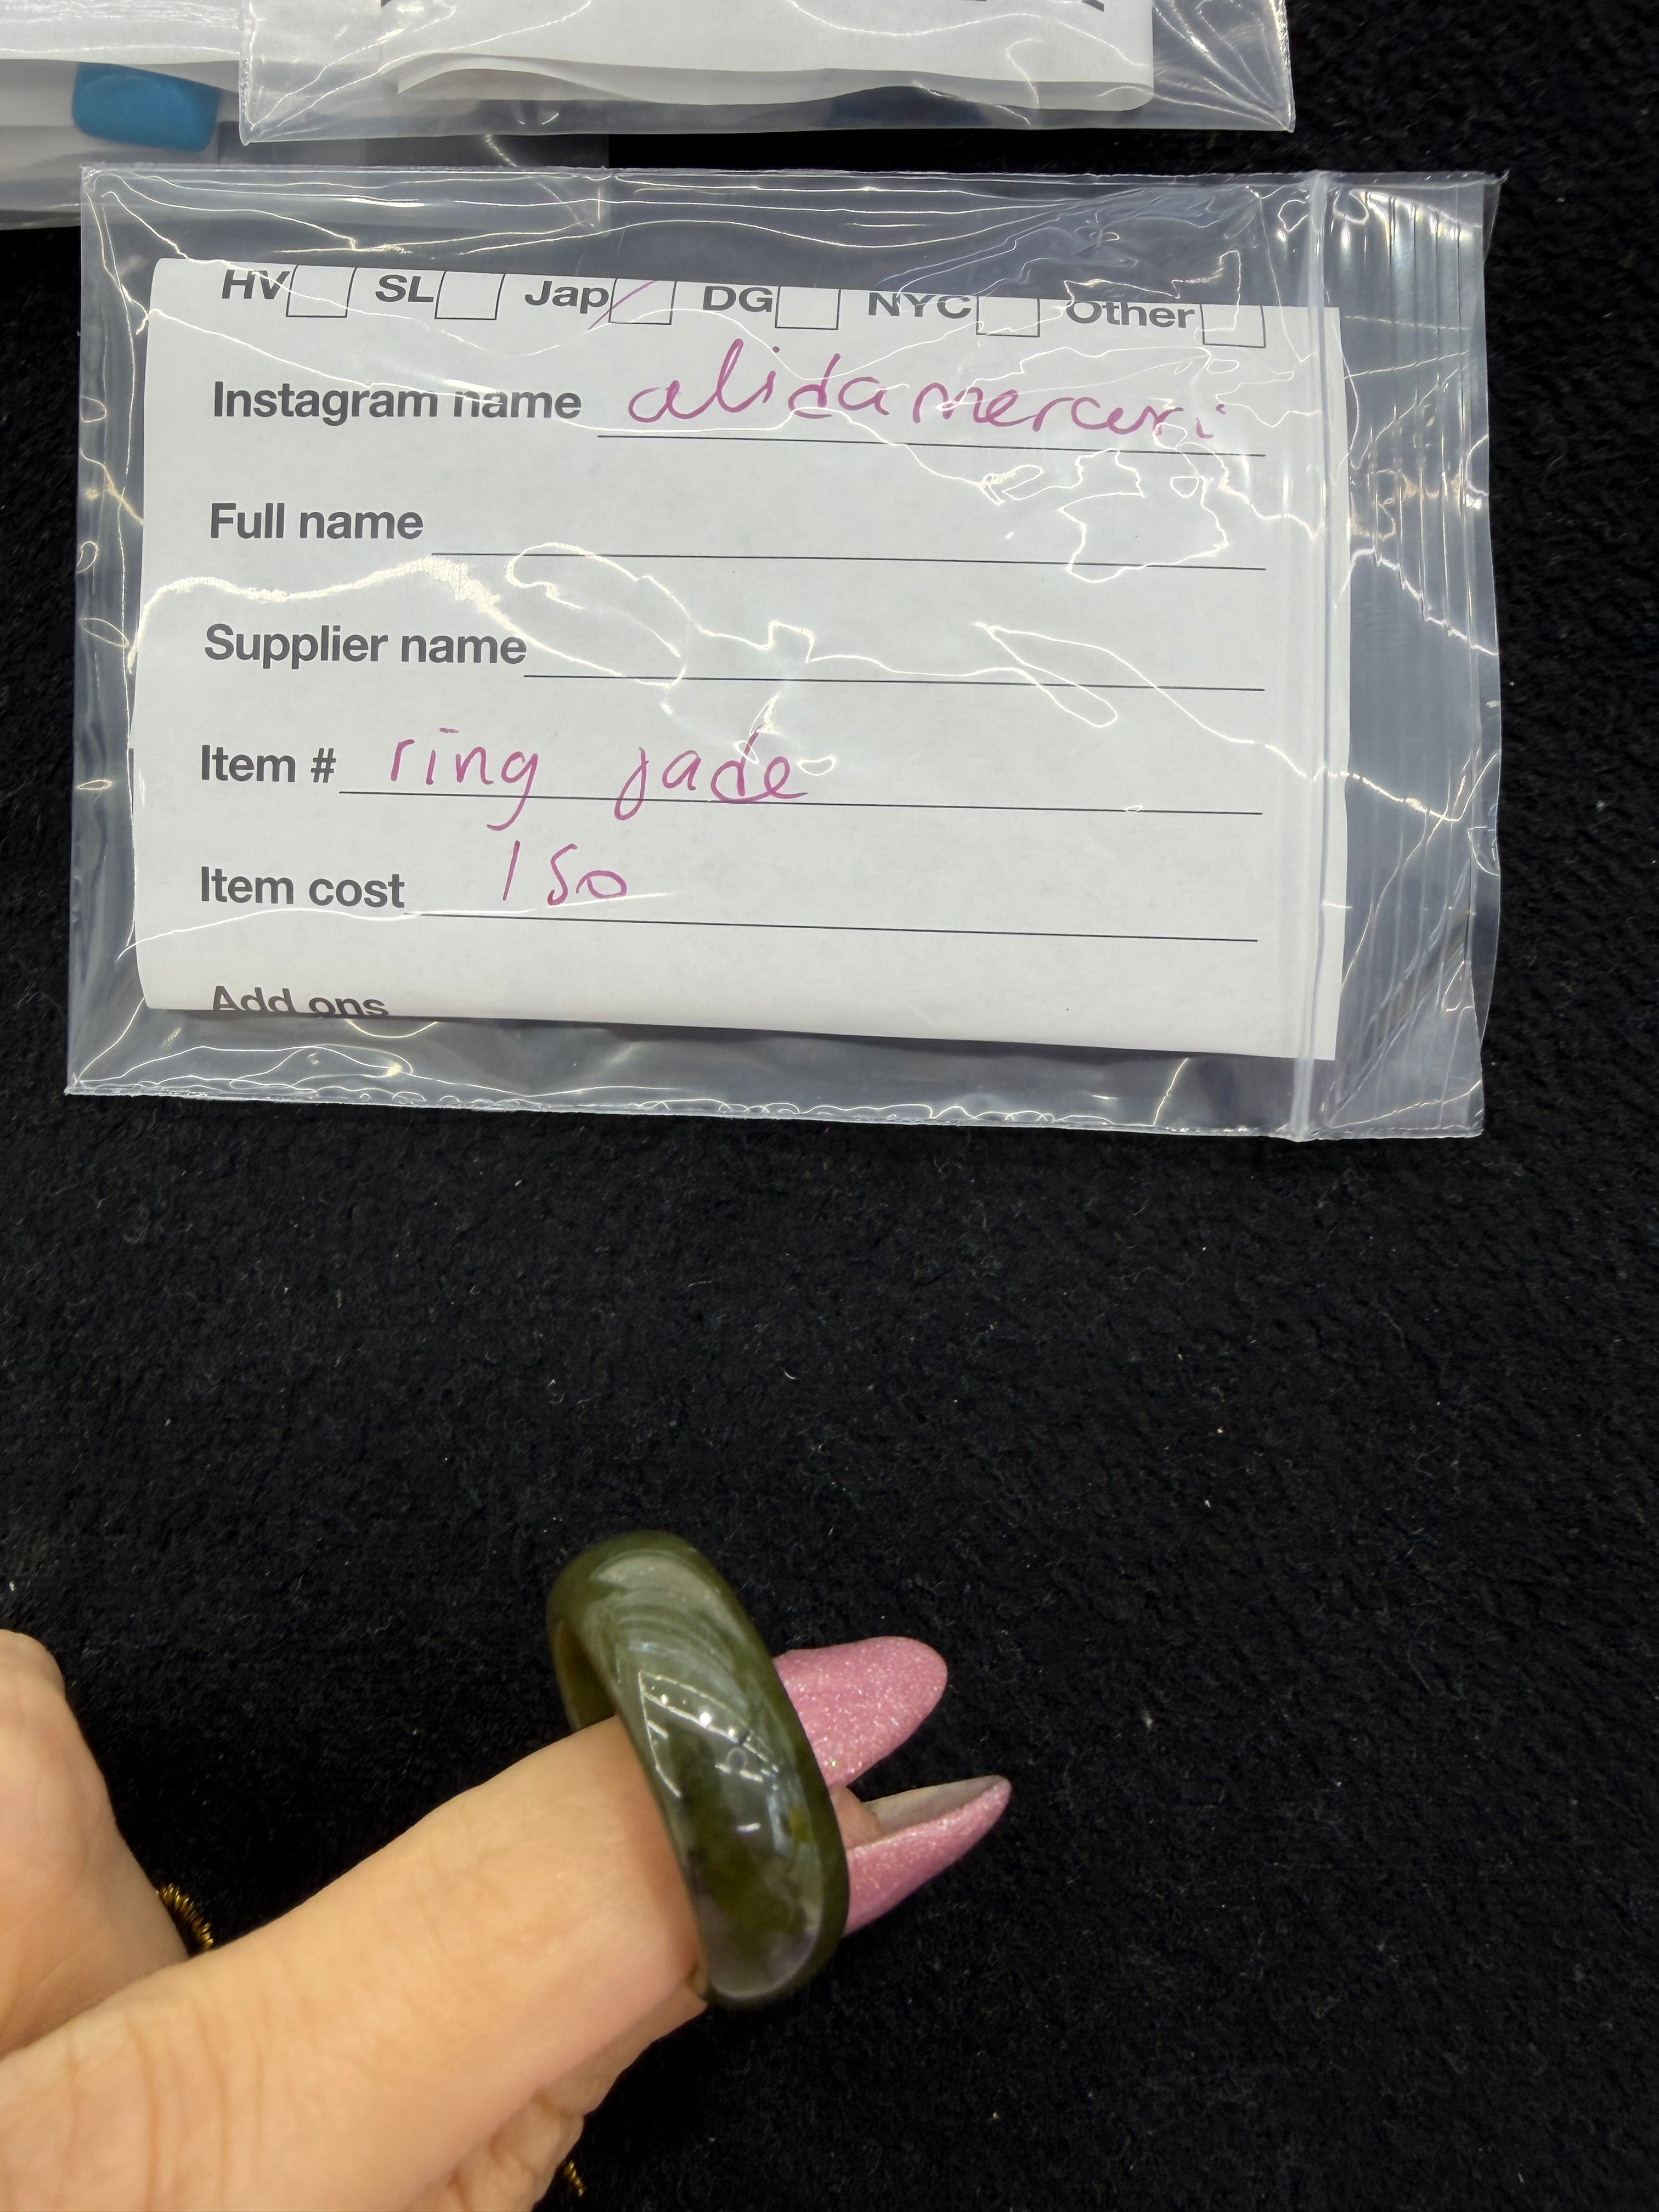 HV SL Jap DG NYC Other
Instagram name alidamercuri
Full name
Supplier name
Item # ring jade
Item cost 150
Add ons